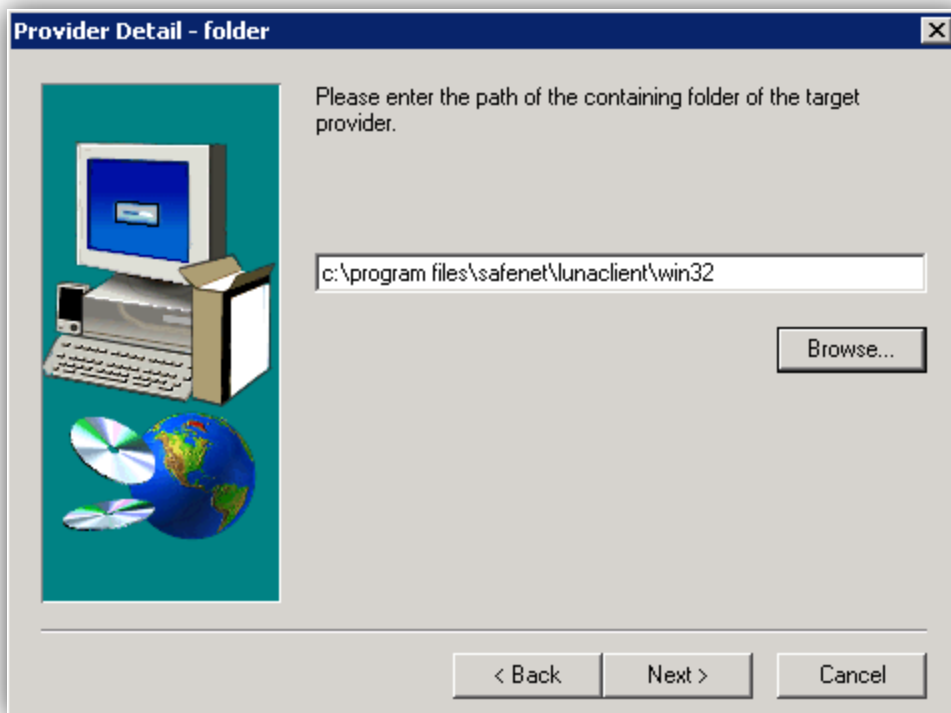 Provider Detail - folder
Please enter the path of the containing folder of the target
provider.
c:\program files\safenet\lunaclient\win32
Browse...
< Back
Next >
Cancel